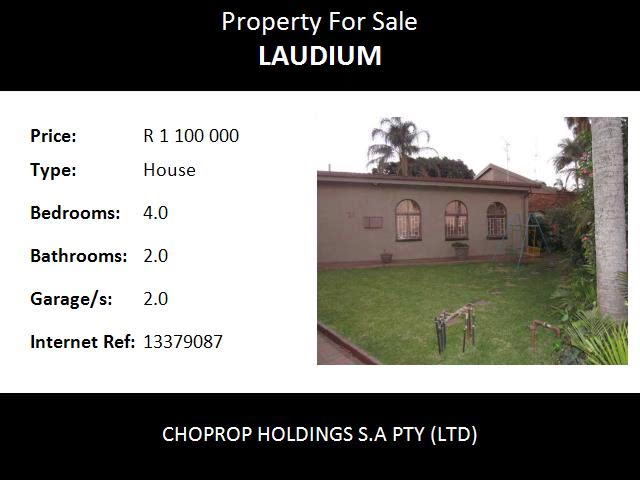 Property For Sale
LAUDIUM
Price: R 1 100 000
Type: House
Bedrooms: 4.0
Bathrooms: 2.0
Garage/s: 2.0
Internet Ref: 13379087
CHOPROP HOLDINGS S.A PTY (LTD)